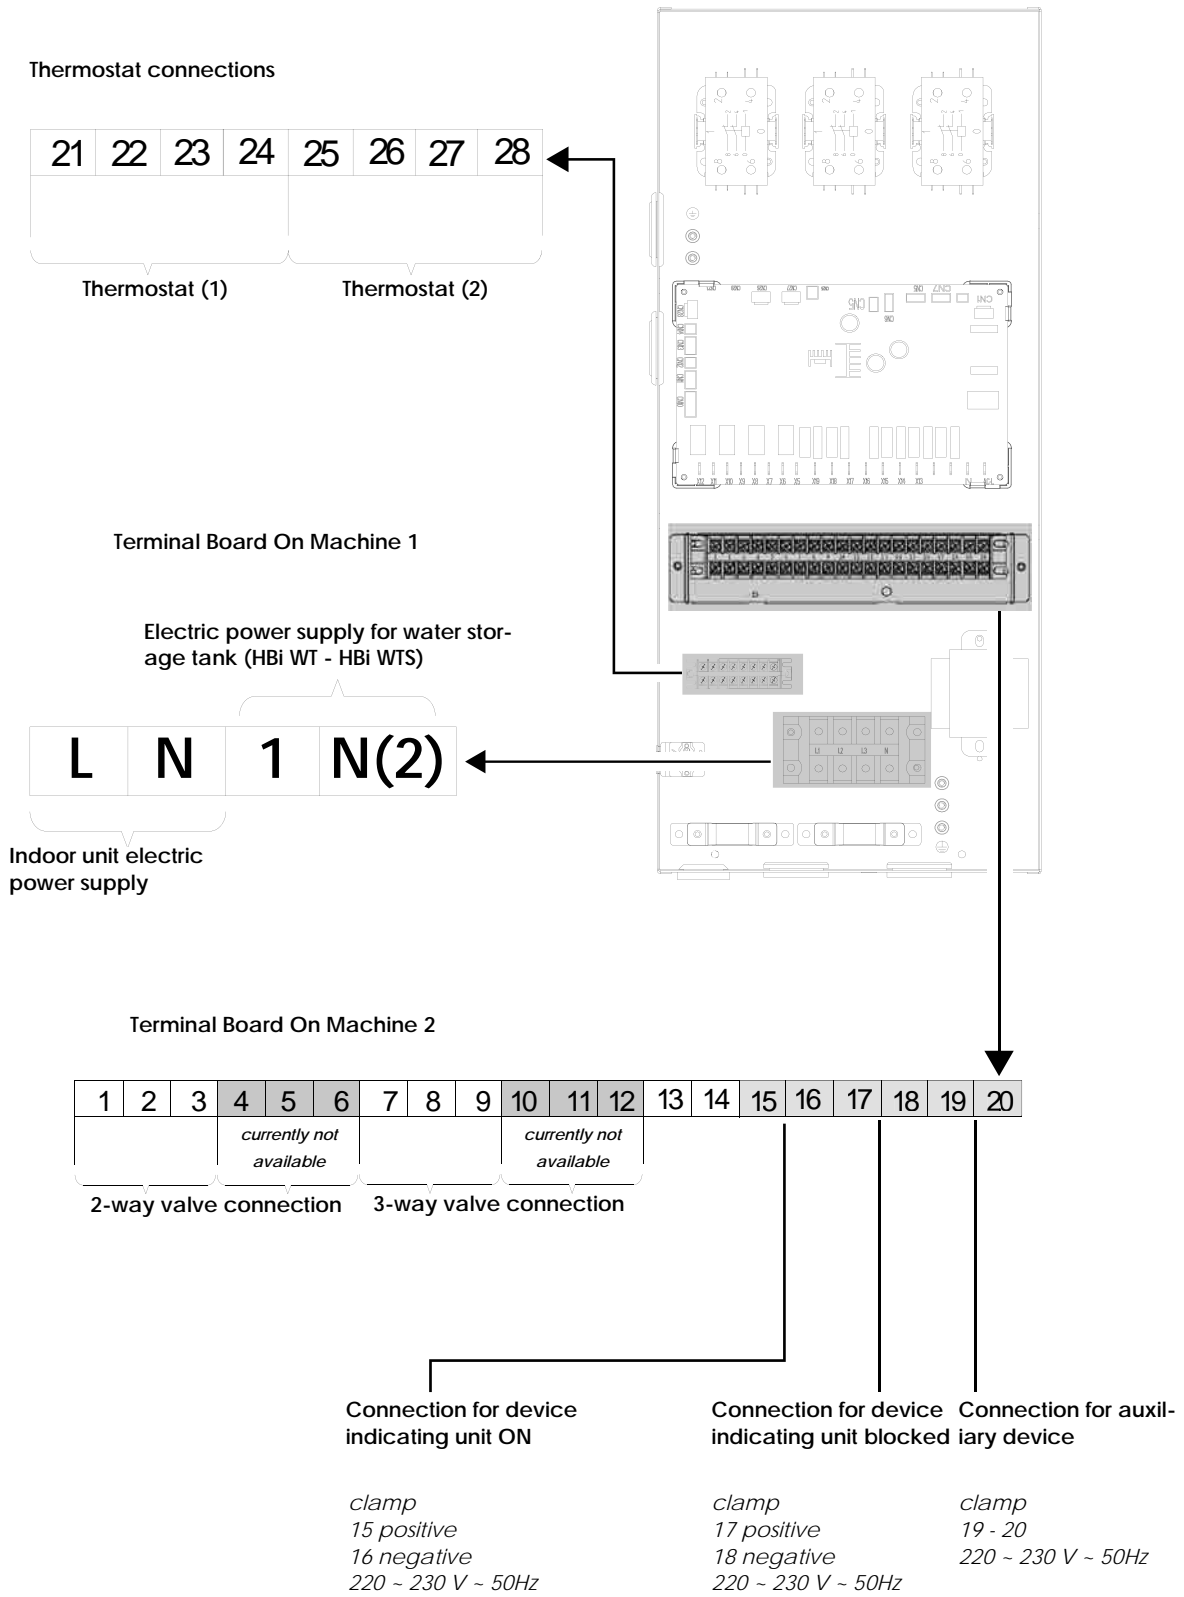 Thermostat connections
21 22 23 24 25 26 27 28
Thermostat (1) Thermostat (2)
Terminal Board On Machine 1
Electric power supply for water stor-
age tank (HBi WT - HBi WTS)
L N 1 N(2)
Indoor unit electric
power supply
L1 L2 L3 N
CN5 CN7
Terminal Board On Machine 2
1 2 3 4 5 6 7 8 9 10 11 12 13 14 15 16 17 18 19 20
currently not
available
currently not
available
2-way valve connection 3-way valve connection
Connection for device
indicating unit ON
clamp
15 positive
16 negative
220 ~ 230 V ~ 50Hz
Connection for device
indicating unit blocked
clamp
17 positive
18 negative
220 ~ 230 V ~ 50Hz
Connection for auxil-
iary device
clamp
19 - 20
220 ~ 230 V ~ 50Hz